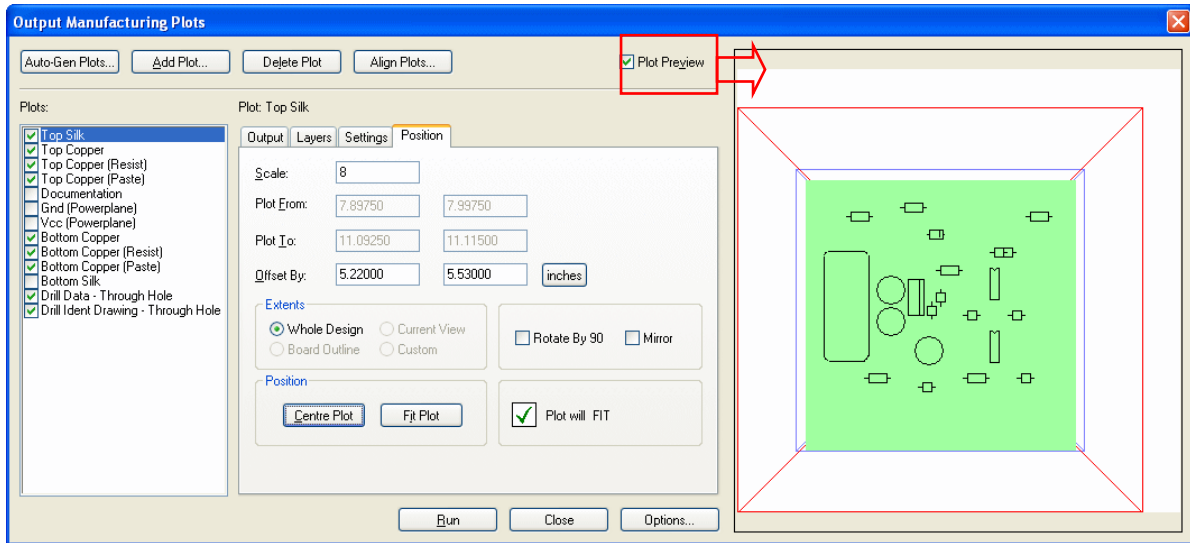 Output Manufacturing Plots
Auto-Gen Plots... Add Plot... Delete Plot Align Plots... Plot Preview
Plots: Plot: Top Silk
Top Silk
Top Copper
Top Copper (Resist)
Top Copper (Paste)
Documentation
Gnd (Powerplane)
Vcc (Powerplane)
Bottom Copper
Bottom Copper (Resist)
Bottom Copper (Paste)
Bottom Silk
Drill Data - Through Hole
Drill Ident Drawing - Through Hole
Output Layers Settings Position
Scale: 8
Plot From: 7.89750 7.99750
Plot To: 11.09250 11.11500
Offset By: 5.22000 5.53000 inches
Extents
Whole Design Current View
Board Outline Custom
Rotate By 90 Mirror
Position
Centre Plot Fit Plot
Plot will FIT
Run Close Options...